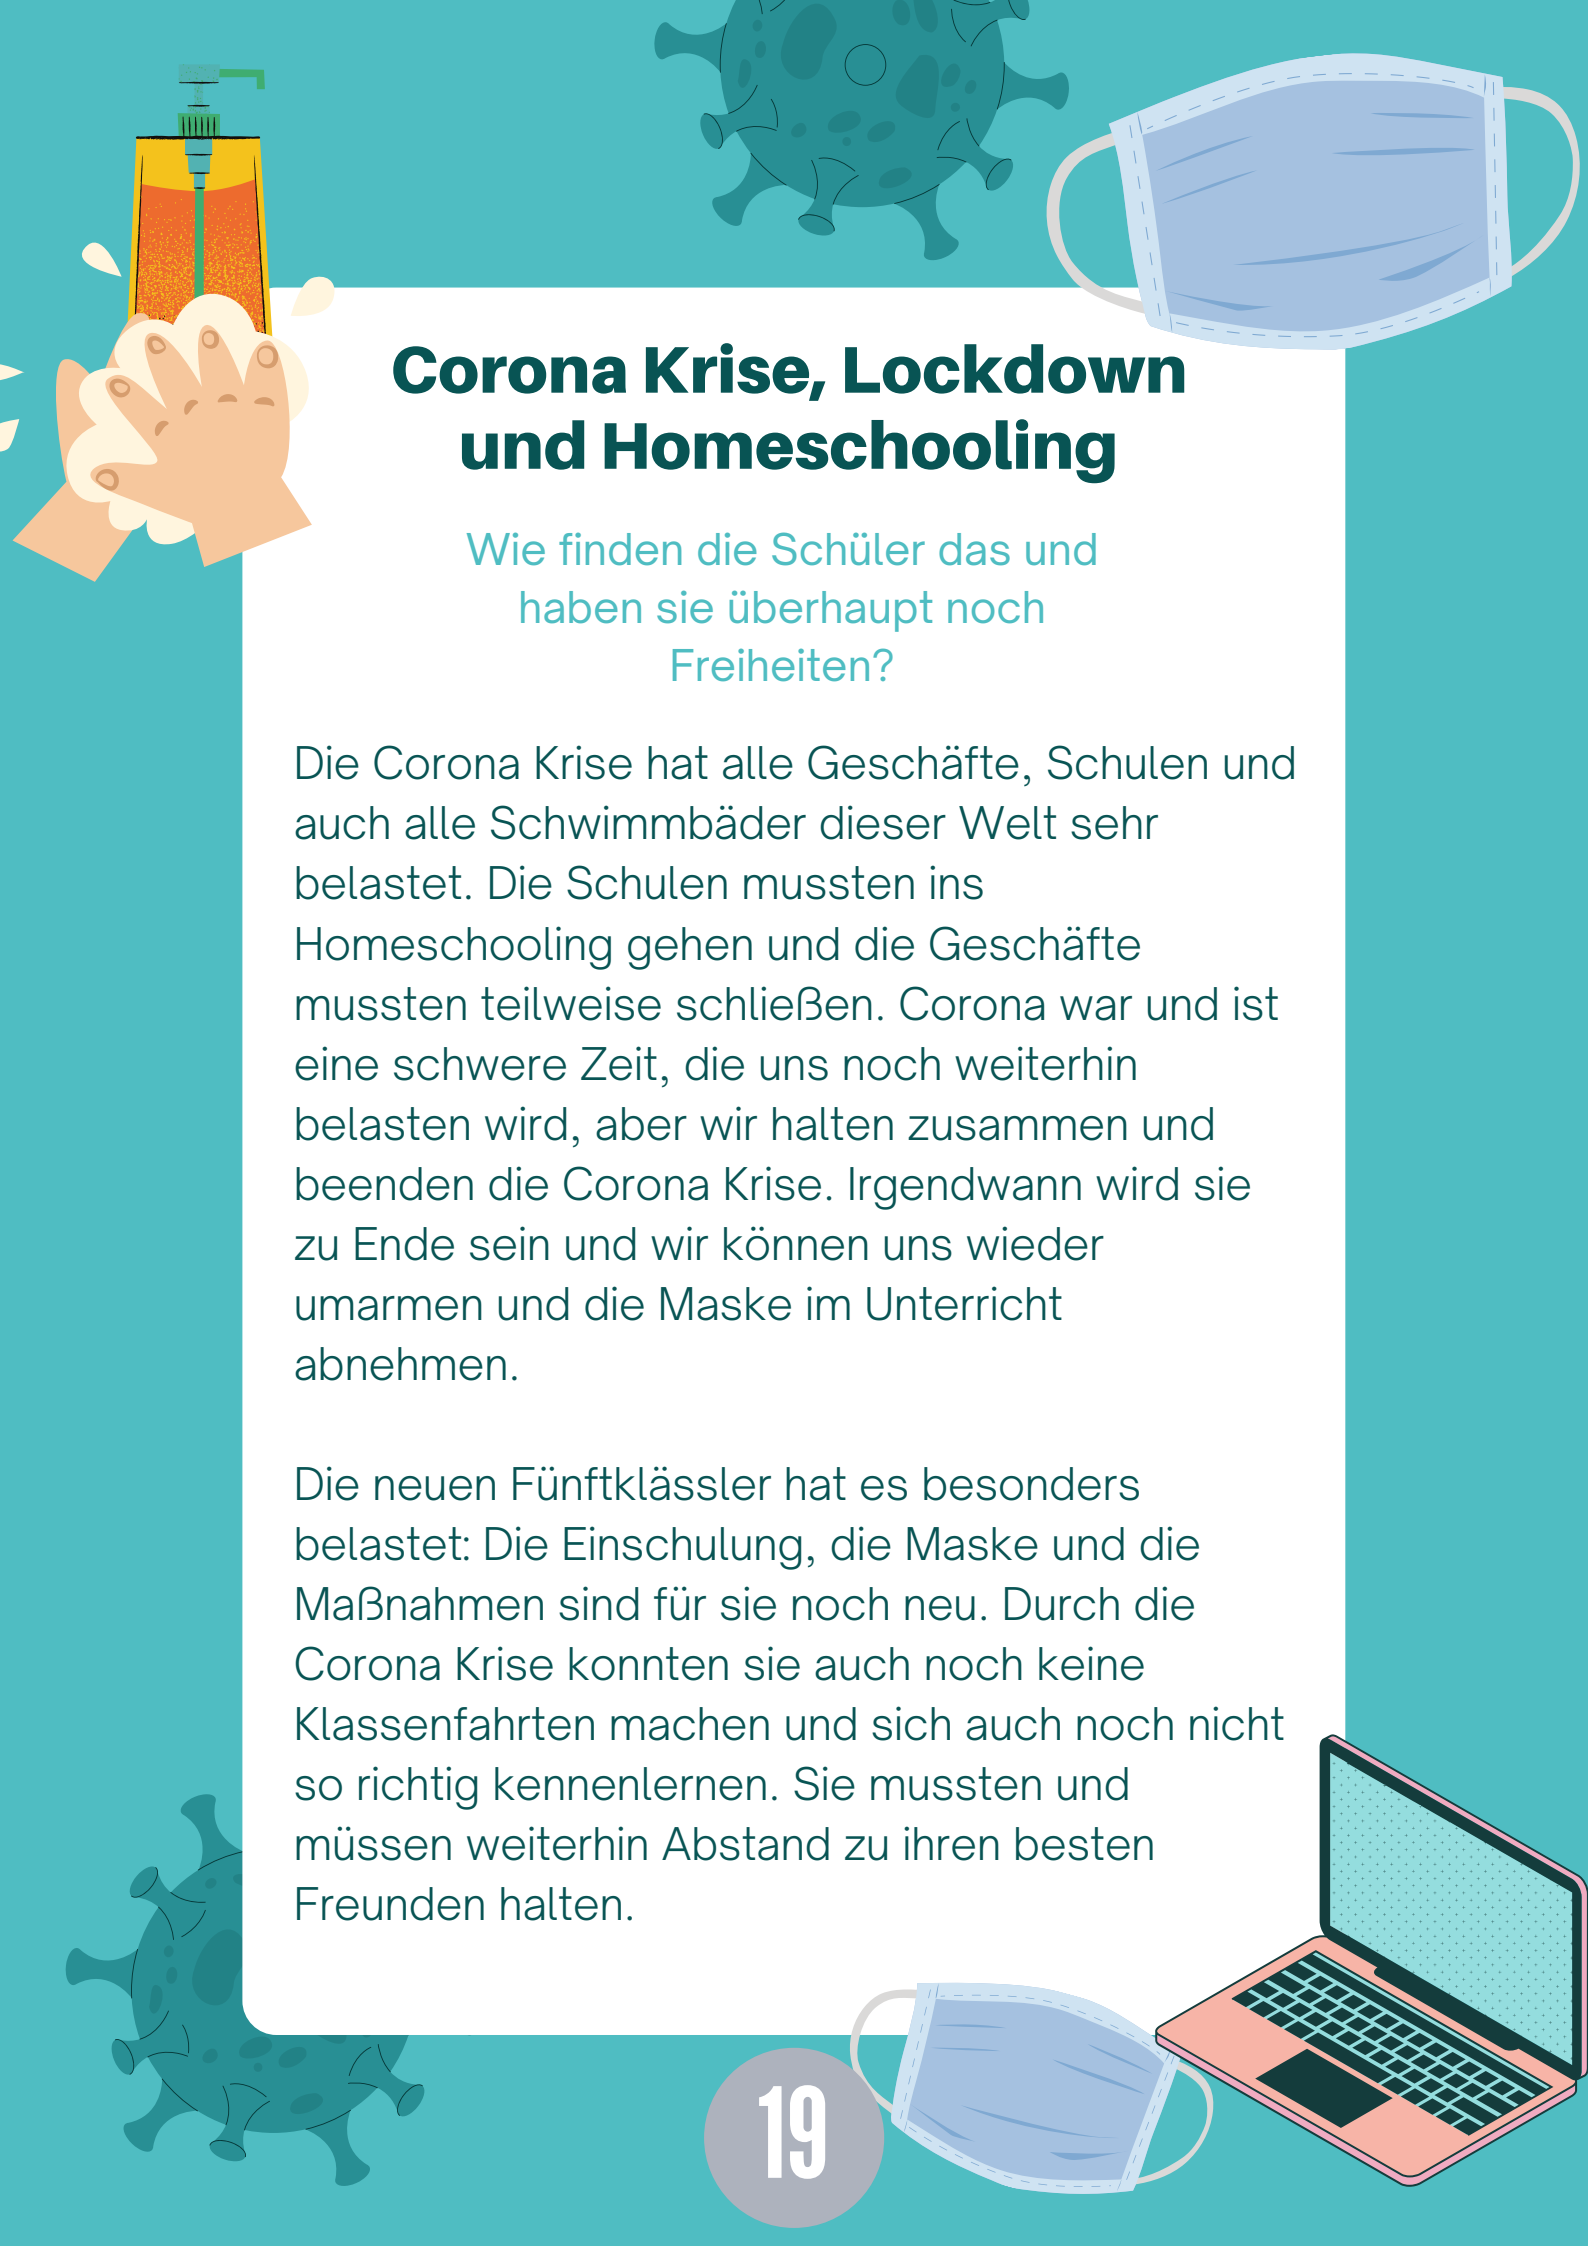 Corona Krise, Lockdown
und Homeschooling
Wie finden die Schüler das und
haben sie überhaupt noch
Freiheiten?
Die Corona Krise hat alle Geschäfte, Schulen und
auch alle Schwimmbäder dieser Welt sehr
belastet. Die Schulen mussten ins
Homeschooling gehen und die Geschäfte
mussten teilweise schließen. Corona war und ist
eine schwere Zeit, die uns noch weiterhin
belasten wird, aber wir halten zusammen und
beenden die Corona Krise. Irgendwann wird sie
zu Ende sein und wir können uns wieder
umarmen und die Maske im Unterricht
abnehmen.
Die neuen Fünftklässler hat es besonders
belastet: Die Einschulung, die Maske und die
Maßnahmen sind für sie noch neu. Durch die
Corona Krise konnten sie auch noch keine
Klassenfahrten machen und sich auch noch nicht
so richtig kennenlernen. Sie mussten und
müssen weiterhin Abstand zu ihren besten
Freunden halten.
19